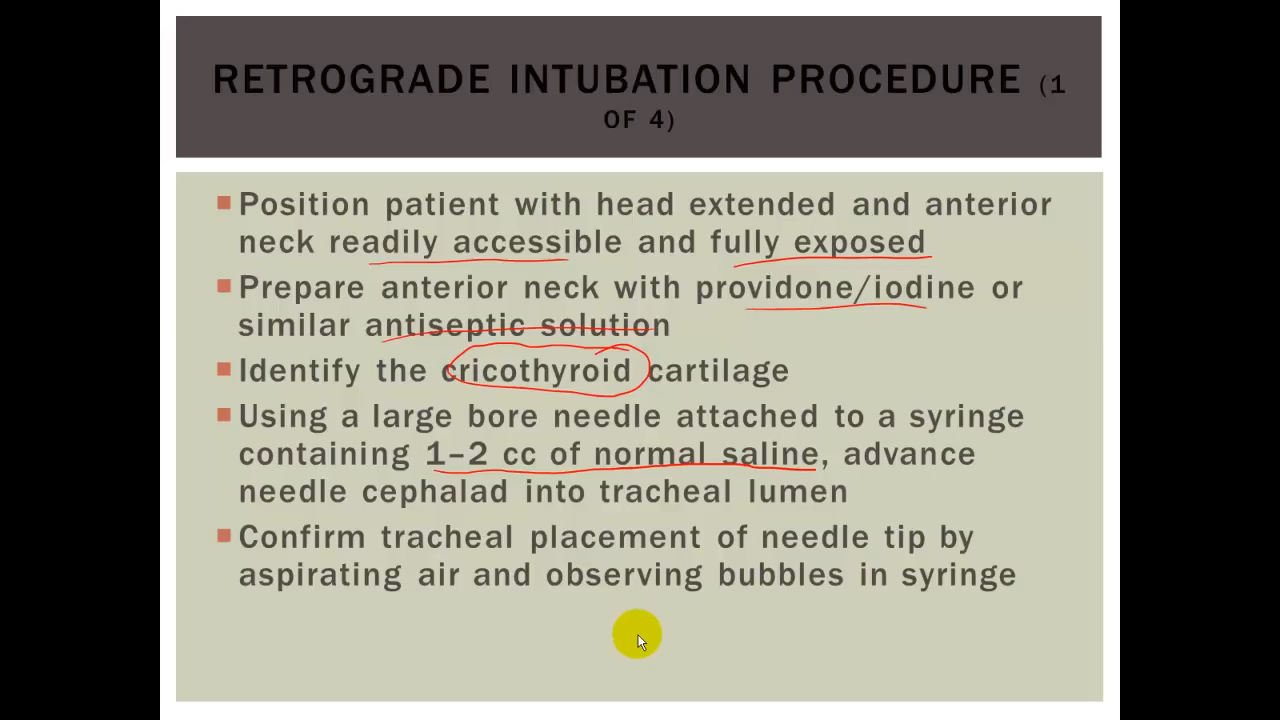 RETROGRADE INTUBATION PROCEDURE (1
OF 4)
Position patient with head extended and anterior
neck readily accessible and fully exposed
Prepare anterior neck with providone/iodine or
similar antiseptic solution
Identify the cricothyroid cartilage
Using a large bore needle attached to a syringe
containing 1–2 cc of normal saline, advance
needle cephalad into tracheal lumen
Confirm tracheal placement of needle tip by
aspirating air and observing bubbles in syringe